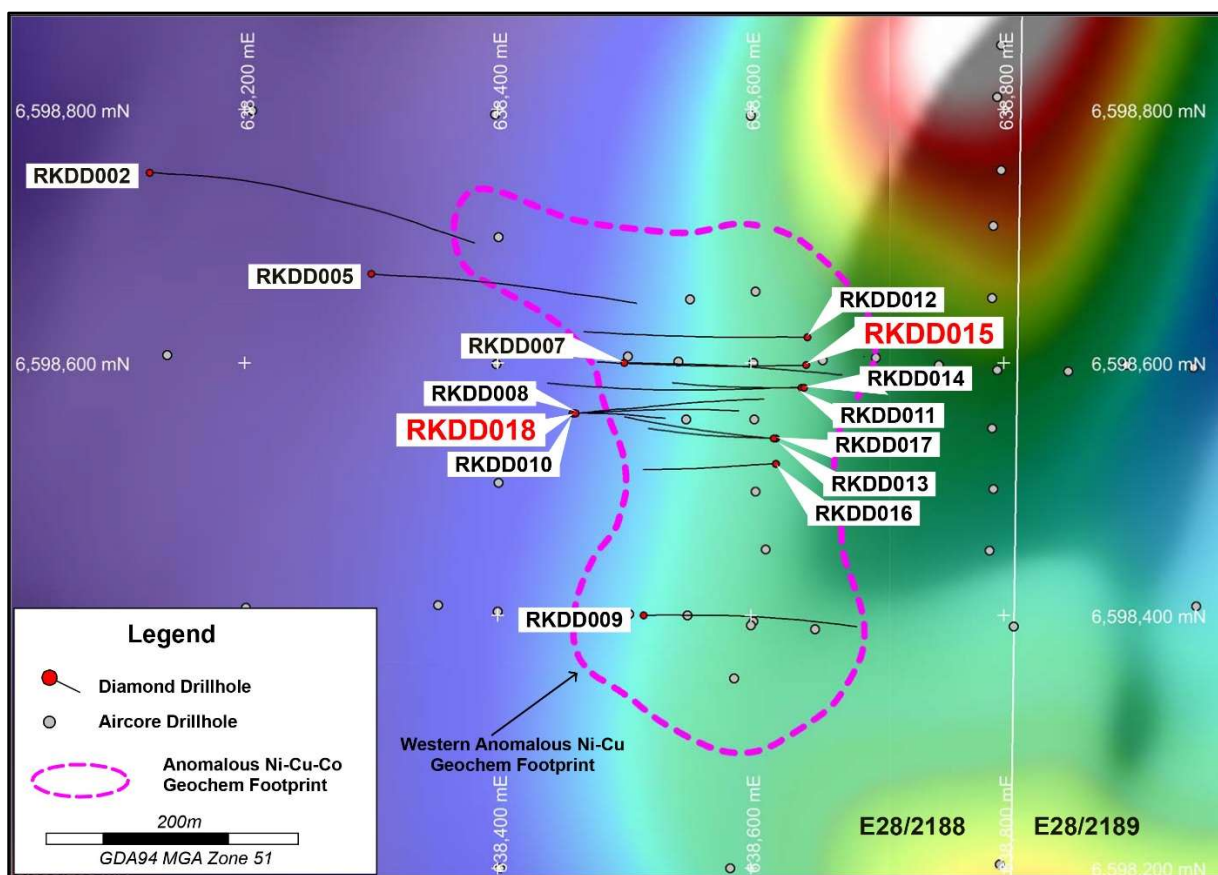 638,200 mE
638,400 mE
638,600 mE
638,800 mE
6,598,800 mN
6,598,800 mN
RKDD002
RKDD005
RKDD012
RKDD015
RKDD007
6,598,600 mN
6,598,600 mN
RKDD014
RKDD008
RKDD011
RKDD018
RKDD017
RKDD010
RKDD013
RKDD016
RKDD009
6,598,400 mN
Legend
Diamond Drillhole
Aircore Drillhole
Anomalous Ni-Cu-Co
Geochem Footprint
200m
GDA94 MGA Zone 51
Western Anomalous Ni-Cu
Geochem Footprint
638,400 mE
638,600 mE
638,800 mE
E28/2188
E28/2189
6,598,200 mN